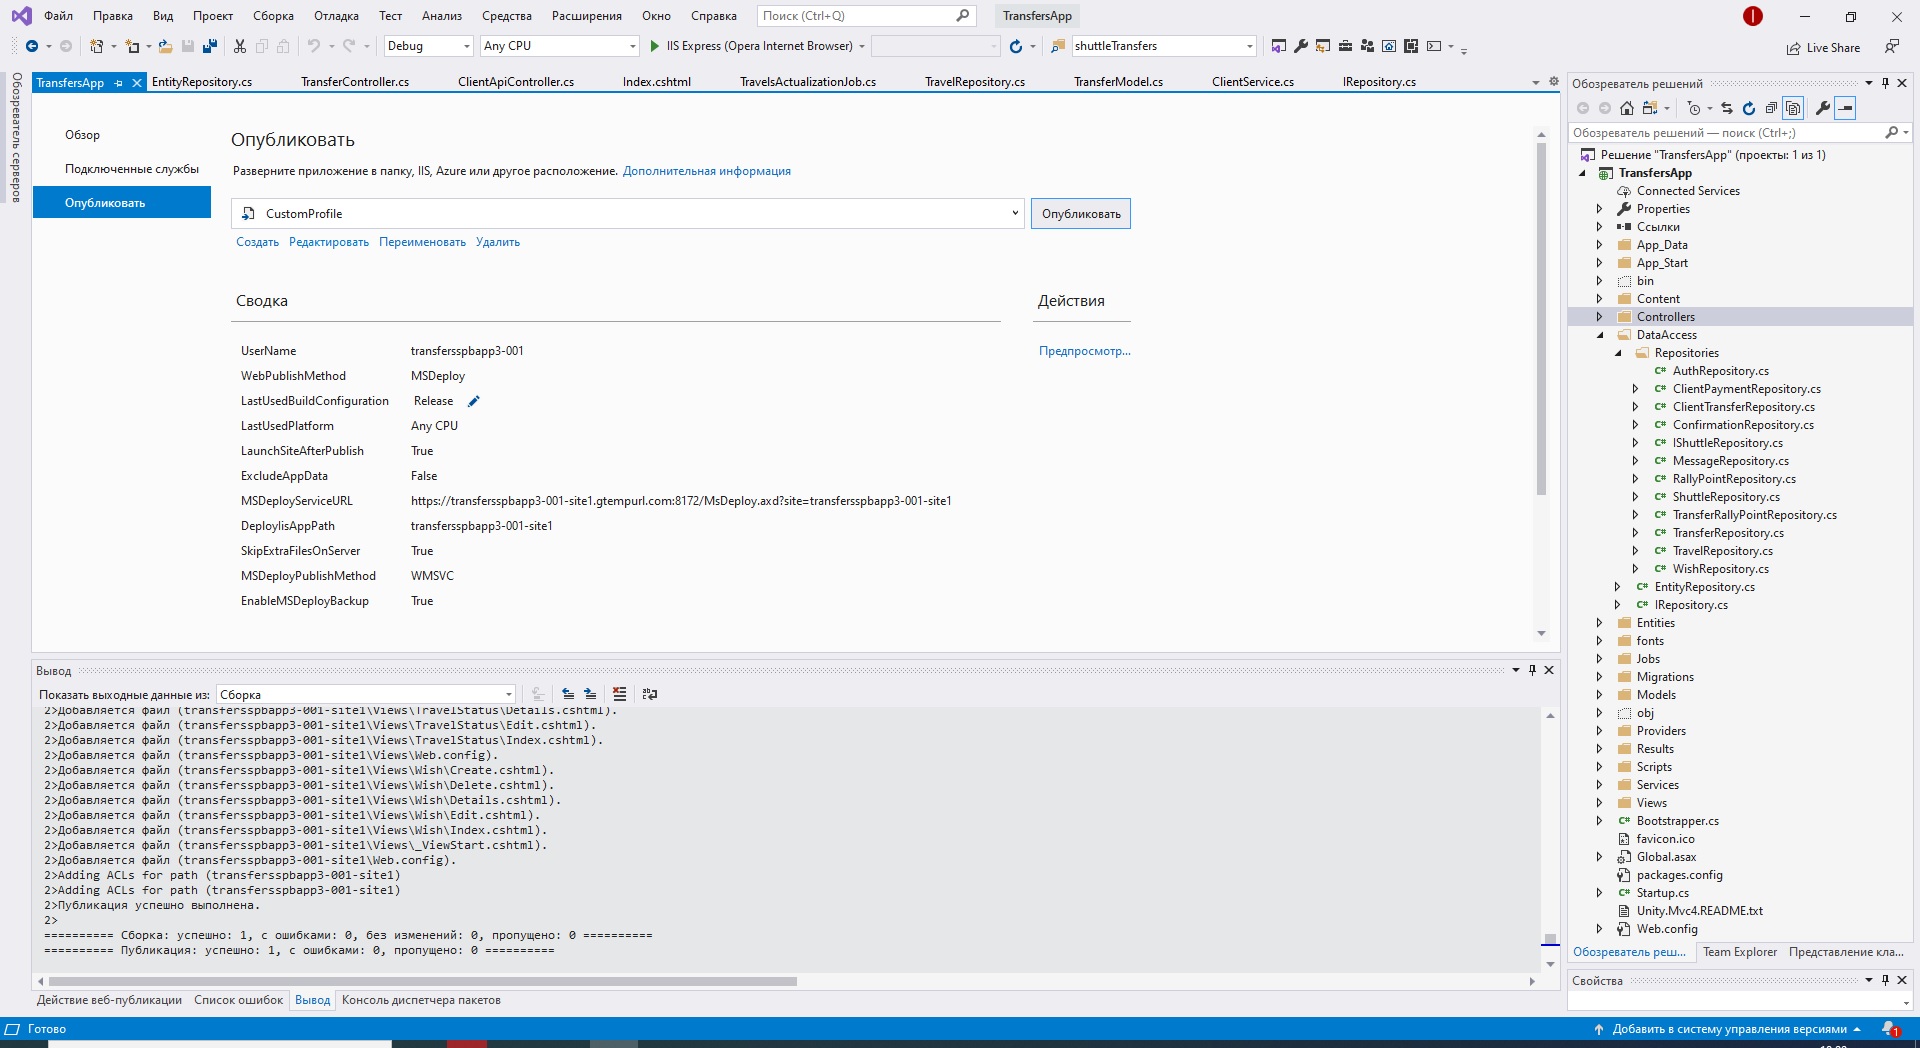 Файл Правка Вид Проект Сборка Отладка Тест Анализ Средства Расширения Окно Справка Поиск (Ctrl+Q) TransfersApp
Debug Any CPU IIS Express (Opera Internet Browser) shuttleTransfers Live Share
Обозреватель серверов
TransfersApp EntityRepository.cs TransferController.cs ClientApiController.cs Index.cshtml TravelsActualizationJob.cs TravelRepository.cs TransferModel.cs ClientService.cs IRepository.cs
Обзор
Подключенные службы
Опубликовать
Опубликовать
Разверните приложение в папку, IIS, Azure или другое расположение. Дополнительная информация
CustomProfile Опубликовать
Создать Редактировать Переименовать Удалить
Сводка Действия
UserName transfersspbapp3-001 Предпросмотр...
WebPublishMethod MSDeploy
LastUsedBuildConfiguration Release
LastUsedPlatform Any CPU
LaunchSiteAfterPublish True
ExcludeAppData False
MSDeployServiceURL https://transfersspbapp3-001-site1.gtempurl.com:8172/MsDeploy.axd?site=transfersspbapp3-001-site1
DeployIisAppPath transfersspbapp3-001-site1
SkipExtraFilesOnServer True
MSDeployPublishMethod WMSVC
EnableMSDeployBackup True
Вывод
Показать выходные данные из: Сборка
2>Добавляется файл (transfersspbapp3-001-site1\Views\TravelStatus\Details.cshtml).
2>Добавляется файл (transfersspbapp3-001-site1\Views\TravelStatus\Edit.cshtml).
2>Добавляется файл (transfersspbapp3-001-site1\Views\TravelStatus\Index.cshtml).
2>Добавляется файл (transfersspbapp3-001-site1\Views\Web.config).
2>Добавляется файл (transfersspbapp3-001-site1\Views\Wish\Create.cshtml).
2>Добавляется файл (transfersspbapp3-001-site1\Views\Wish\Delete.cshtml).
2>Добавляется файл (transfersspbapp3-001-site1\Views\Wish\Details.cshtml).
2>Добавляется файл (transfersspbapp3-001-site1\Views\Wish\Edit.cshtml).
2>Добавляется файл (transfersspbapp3-001-site1\Views\Wish\Index.cshtml).
2>Добавляется файл (transfersspbapp3-001-site1\Views\_ViewStart.cshtml).
2>Добавляется файл (transfersspbapp3-001-site1\Web.config).
2>Adding ACLs for path (transfersspbapp3-001-site1)
2>Adding ACLs for path (transfersspbapp3-001-site1)
2>Публикация успешно выполнена.
2>
========== Сборка: успешно: 1, с ошибками: 0, без изменений: 0, пропущено: 0 ==========
========== Публикация: успешно: 1, с ошибками: 0, пропущено: 0 ==========
Действие веб-публикации Список ошибок Вывод Консоль диспетчера пакетов
Обозреватель решений
Обозреватель решений — поиск (Ctrl+;)
Решение "TransfersApp" (проекты: 1 из 1)
TransfersApp
Connected Services
Properties
Ссылки
App_Data
App_Start
bin
Content
Controllers
DataAccess
Repositories
C# AuthRepository.cs
C# ClientPaymentRepository.cs
C# ClientTransferRepository.cs
C# ConfirmationRepository.cs
C# IShuttleRepository.cs
C# MessageRepository.cs
C# RallyPointRepository.cs
C# ShuttleRepository.cs
C# TransferRallyPointRepository.cs
C# TransferRepository.cs
C# TravelRepository.cs
C# WishRepository.cs
C# EntityRepository.cs
C# IRepository.cs
Entities
fonts
Jobs
Migrations
Models
obj
Providers
Results
Scripts
Services
Views
C# Bootstrapper.cs
favicon.ico
Global.asax
packages.config
C# Startup.cs
Unity.Mvc4.README.txt
Web.config
Обозреватель реш... Team Explorer Представление кла...
Свойства
Готово Добавить в систему управления версиями 1